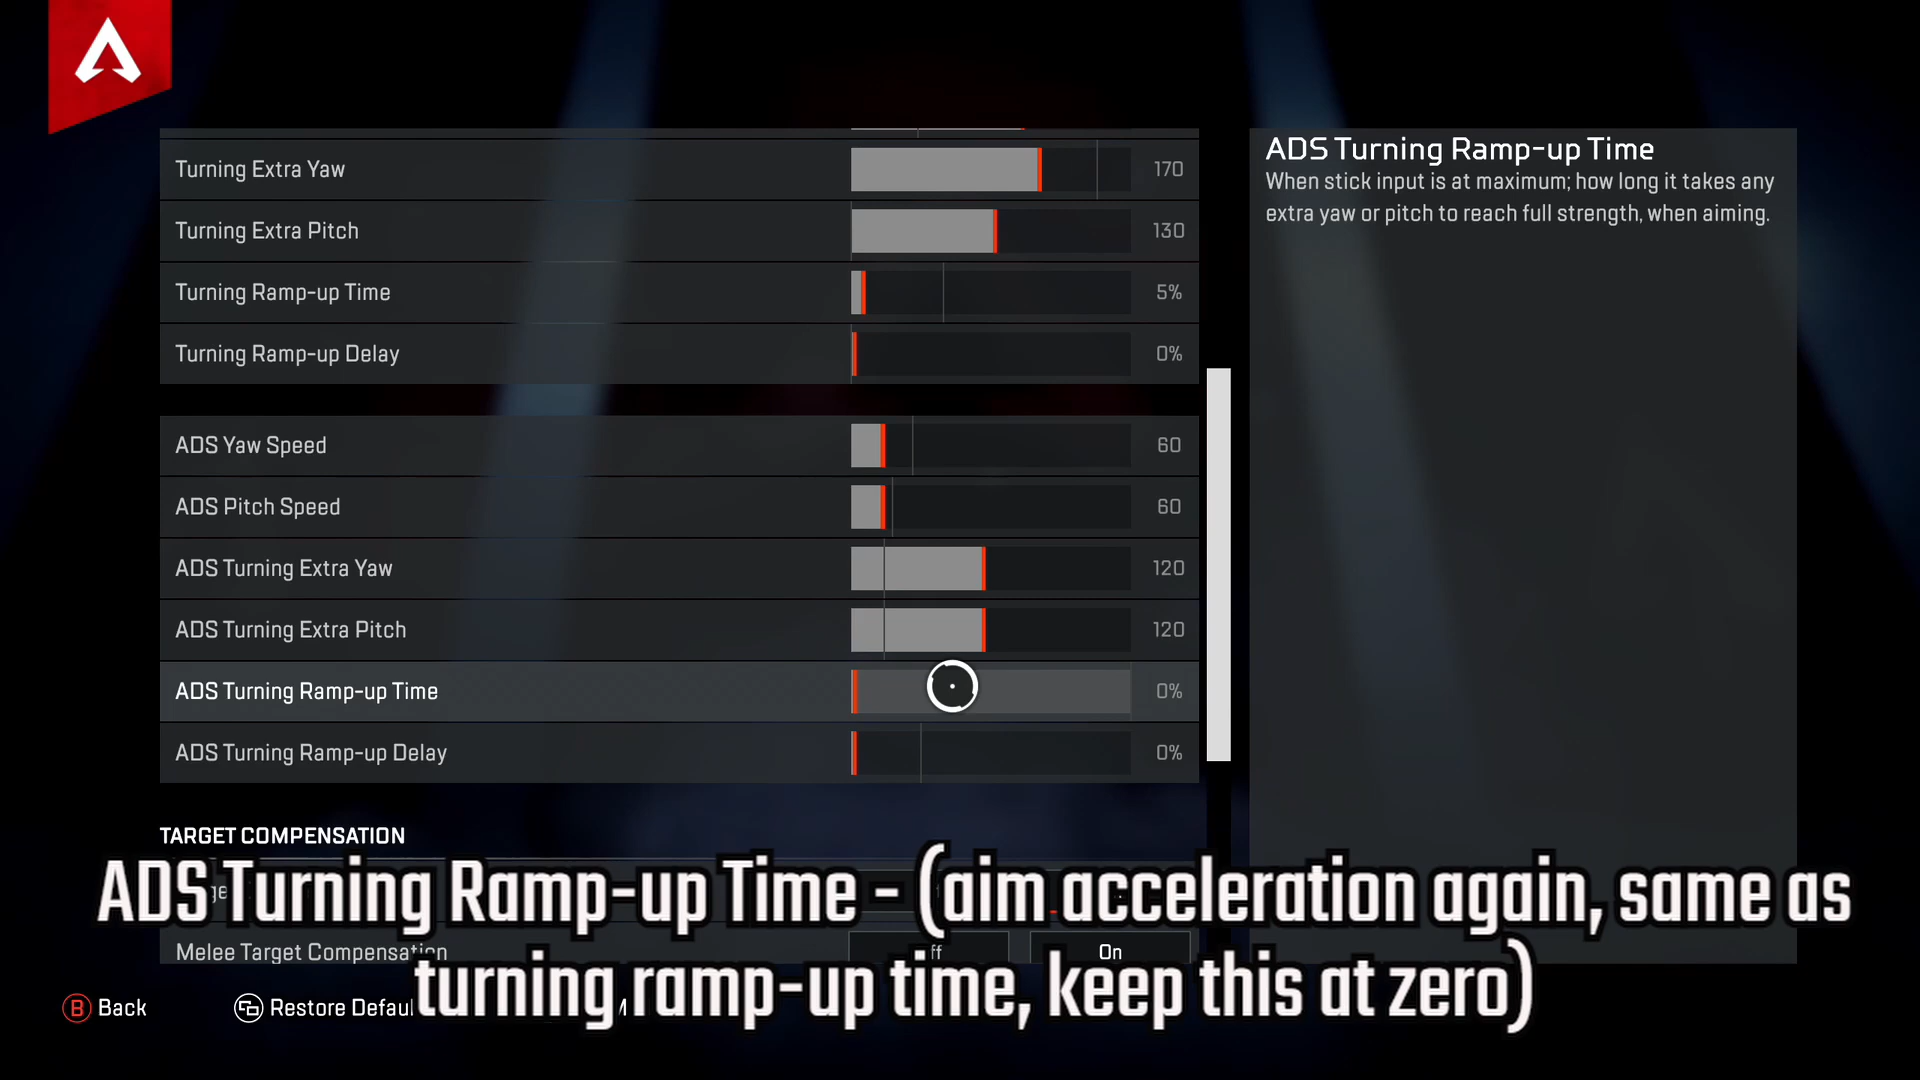 Turning Extra Yaw 170
Turning Extra Pitch 130
Turning Ramp-up Time 5%
Turning Ramp-up Delay 0%
ADS Yaw Speed 60
ADS Pitch Speed 60
ADS Turning Extra Yaw 120
ADS Turning Extra Pitch 120
ADS Turning Ramp-up Time 0%
ADS Turning Ramp-up Delay 0%
TARGET COMPENSATION
Melee Target Compensation On
B Back Restore Defaul
ADS Turning Ramp-up Time
When stick input is at maximum; how long it takes any
extra yaw or pitch to reach full strength, when aiming.
ADS Turning Ramp-up Time - (aim acceleration again, same as
turning ramp-up time, keep this at zero)